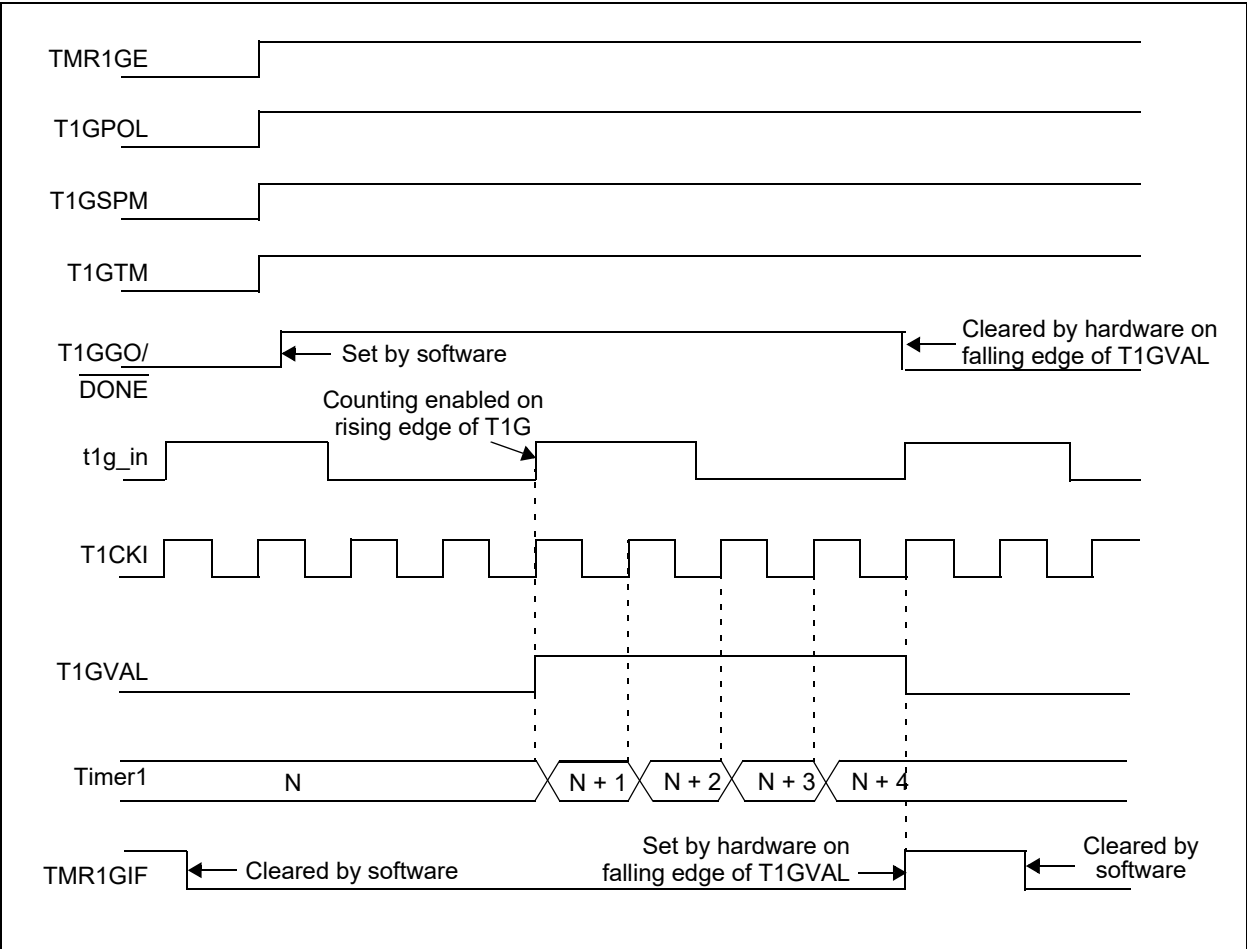 TMR1GE
T1GPOL
T1GSPM
T1GTM
T1GGO/
DONE
Set by software
Cleared by hardware on
falling edge of T1GVAL
Counting enabled on
rising edge of T1G
t1g_in
T1CKI
T1GVAL
Timer1
N
N + 1
N + 2
N + 3
N + 4
TMR1GIF
Cleared by software
Set by hardware on
falling edge of T1GVAL
Cleared by
software